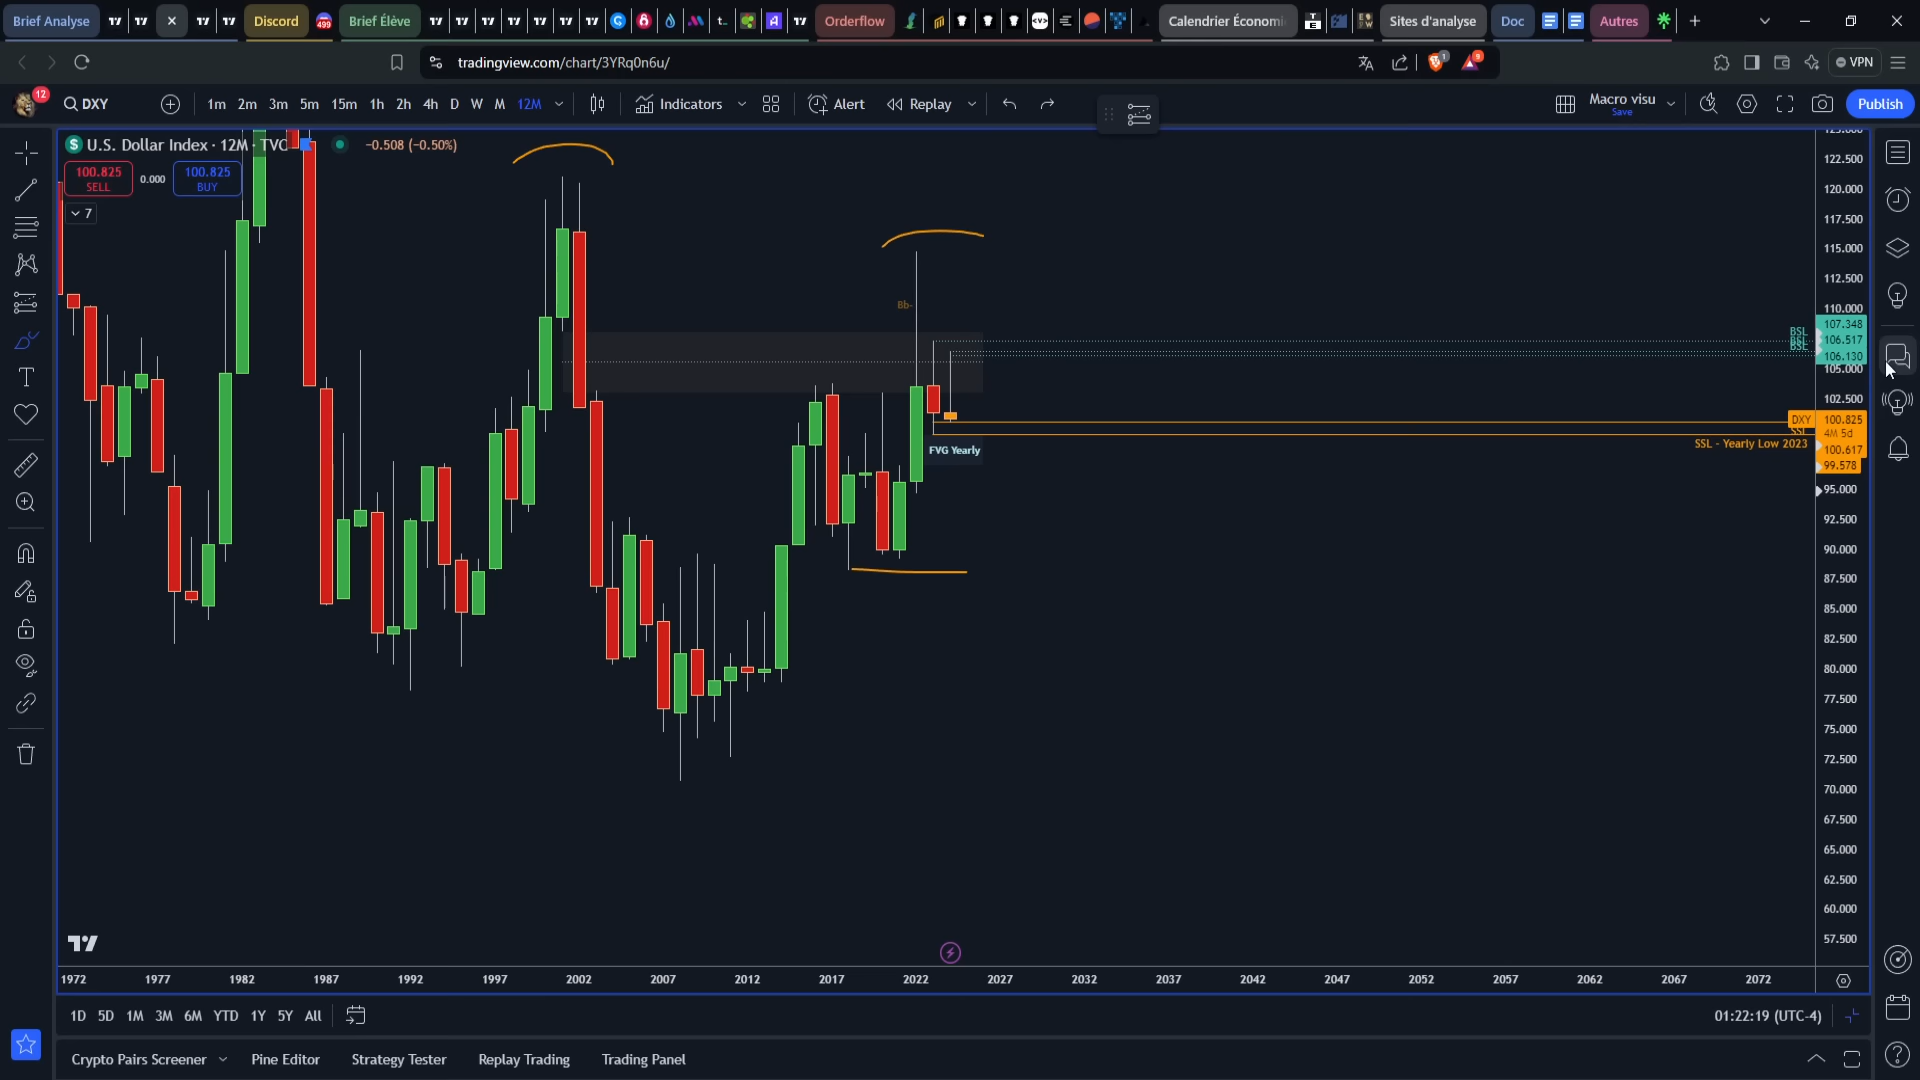 Brief Analyse
Discord
499
Brief Élève
t..
Orderflow
Calendrier Économi
Sites d'analyse
Doc
Autres
tradingview.com/chart/3YRq0n6u/
1
9
VPN
12
DXY
1m 2m 3m 5m 15m 1h 2h 4h D W M 12M
Indicators
Alert
Replay
Macro visu
Save
Publish
U.S. Dollar Index · 12M · TVC
−0.508 (−0.50%)
100.825
SELL
0.000
100.825
BUY
7
122.500
120.000
117.500
115.000
112.500
110.000
107.348
106.517
106.130
105.000
102.500
100.825
4M 5d
100.617
99.578
95.000
92.500
90.000
87.500
85.000
82.500
80.000
77.500
75.000
72.500
70.000
67.500
65.000
62.500
60.000
57.500
Bb-
BSL
BSL
DXY
SSL - Yearly Low 2023
FVG Yearly
1972 1977 1982 1987 1992 1997 2002 2007 2012 2017 2022 2027 2032 2037 2042 2047 2052 2057 2062 2067 2072
1D 5D 1M 3M 6M YTD 1Y 5Y All
01:22:19 (UTC-4)
Crypto Pairs Screener
Pine Editor
Strategy Tester
Replay Trading
Trading Panel